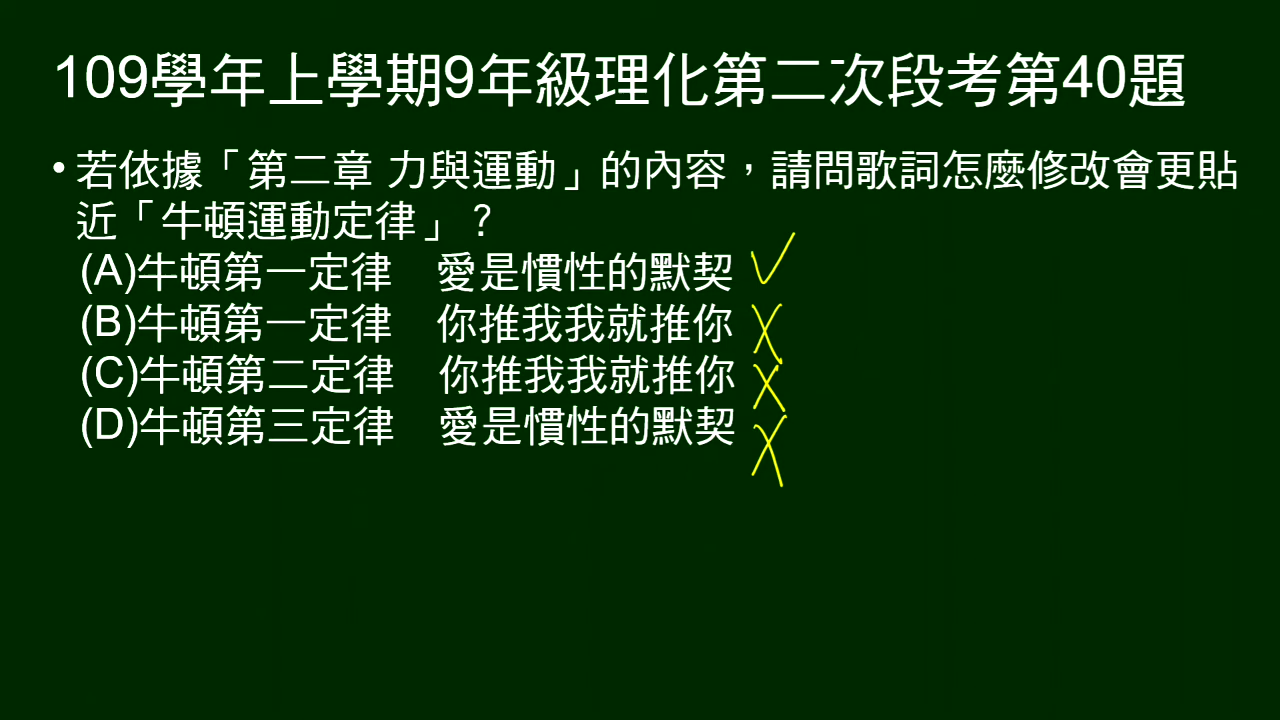 109學年上學期9年級理化第二次段考第40題
• 若依據「第二章 力與運動」的內容，請問歌詞怎麼修改會更貼
近「牛頓運動定律」？
(A)牛頓第一定律 愛是慣性的默契
(B)牛頓第一定律 你推我我就推你
(C)牛頓第二定律 你推我我就推你
(D)牛頓第三定律 愛是慣性的默契